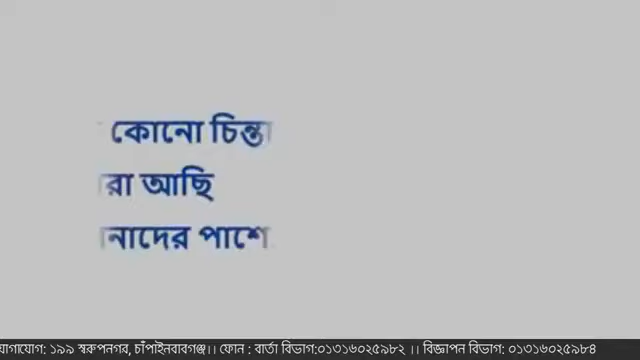 কোনো চিন্তা
আছি
পাশে
১৯৯ স্বরুপনগর, চাঁপাইনবাবগঞ্জ।। ফোন : বার্তা বিভাগ:০১৩১৬০২৫৯৮২ ।। বিজ্ঞাপন বিভাগ: ০১৩১৬০২৫৯৮৪